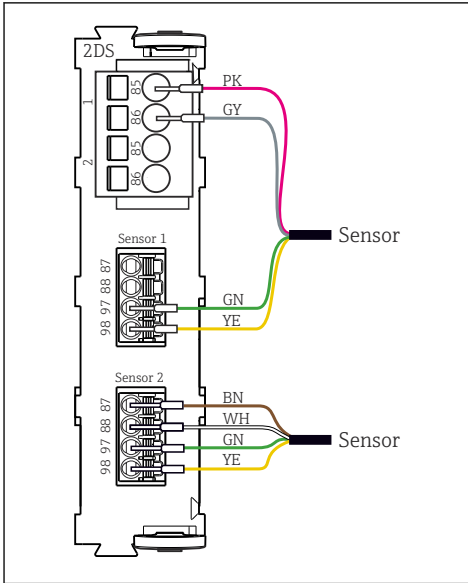 2DS
1
85
PK
86
GY
2
85
86
Sensor
Sensor 1
87
88
97
GN
98
YE
Sensor 2
87
BN
88
WH
97
GN
Sensor
98
YE